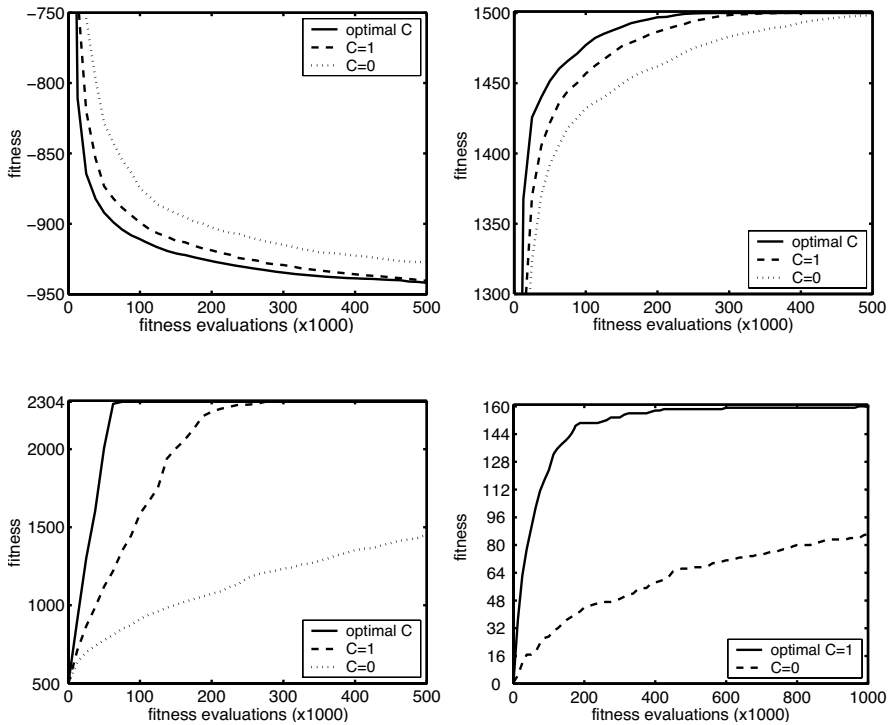 −750
−800
−850
−900
−950
fitness
0
100
200
300
400
500
fitness evaluations (x1000)
optimal C
C=1
C=0
1500
1450
1400
1350
1300
fitness
0
100
200
300
400
500
fitness evaluations (x1000)
optimal C
C=1
C=0
2304
2000
1500
1000
500
fitness
0
100
200
300
400
500
fitness evaluations (x1000)
optimal C
C=1
C=0
160
144
128
112
96
80
64
48
32
16
0
fitness
0
200
400
600
800
1000
fitness evaluations (x1000)
optimal C=1
C=0